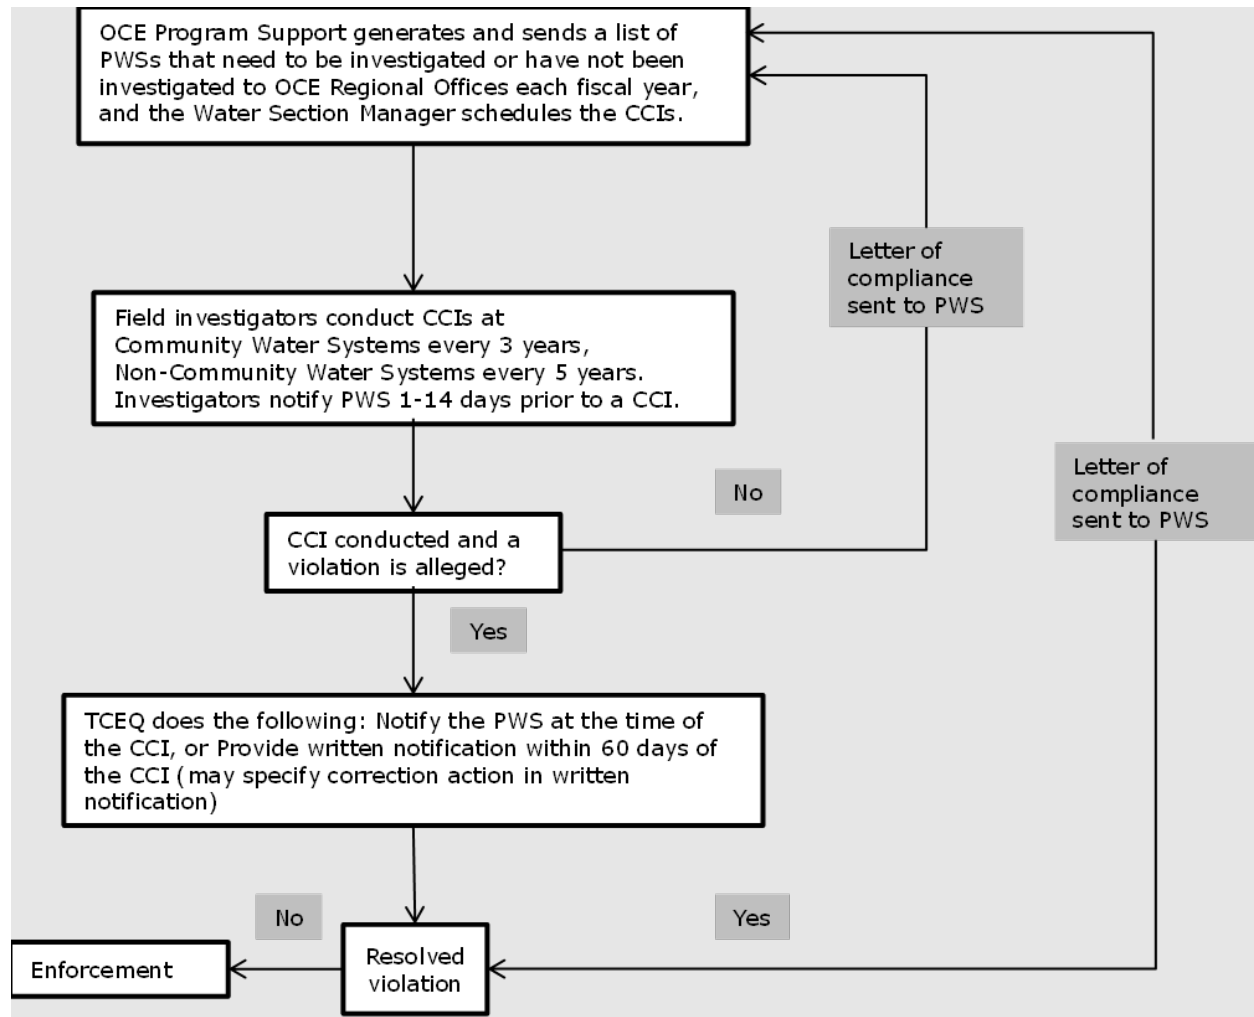 OCE Program Support generates and sends a list of
PWSs that need to be investigated or have not been
investigated to OCE Regional Offices each fiscal year,
and the Water Section Manager schedules the CCIs.
Letter of
compliance
sent to PWS
Field investigators conduct CCIs at
Community Water Systems every 3 years,
Non-Community Water Systems every 5 years.
Investigators notify PWS 1-14 days prior to a CCI.
Letter of
compliance
sent to PWS
No
CCI conducted and a
violation is alleged?
Yes
TCEQ does the following: Notify the PWS at the time of
the CCI, or Provide written notification within 60 days of
the CCI (may specify correction action in written
notification)
No
Yes
Resolved
violation
Enforcement